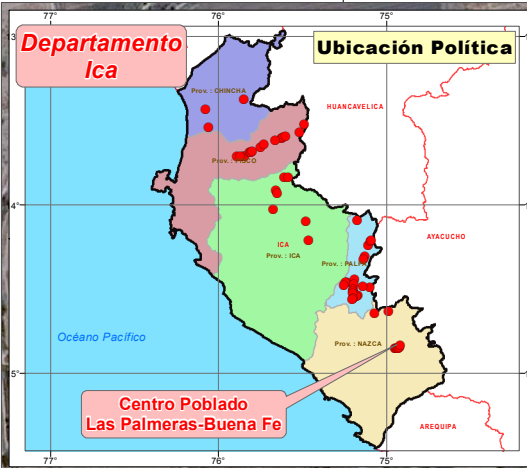 77° 76° 75°
Departamento
Ica
Ubicación Política
Prov. : CHINCHA
HUANCAVELICA
Prov. : PISCO
4° 4°
AYACUCHO
ICA
Prov. : ICA
Prov. : PALPA
Océano Pacífico
Prov. : NAZCA
5°
Centro Poblado
Las Palmeras-Buena Fe
AREQUIPA
77° 76° 75°